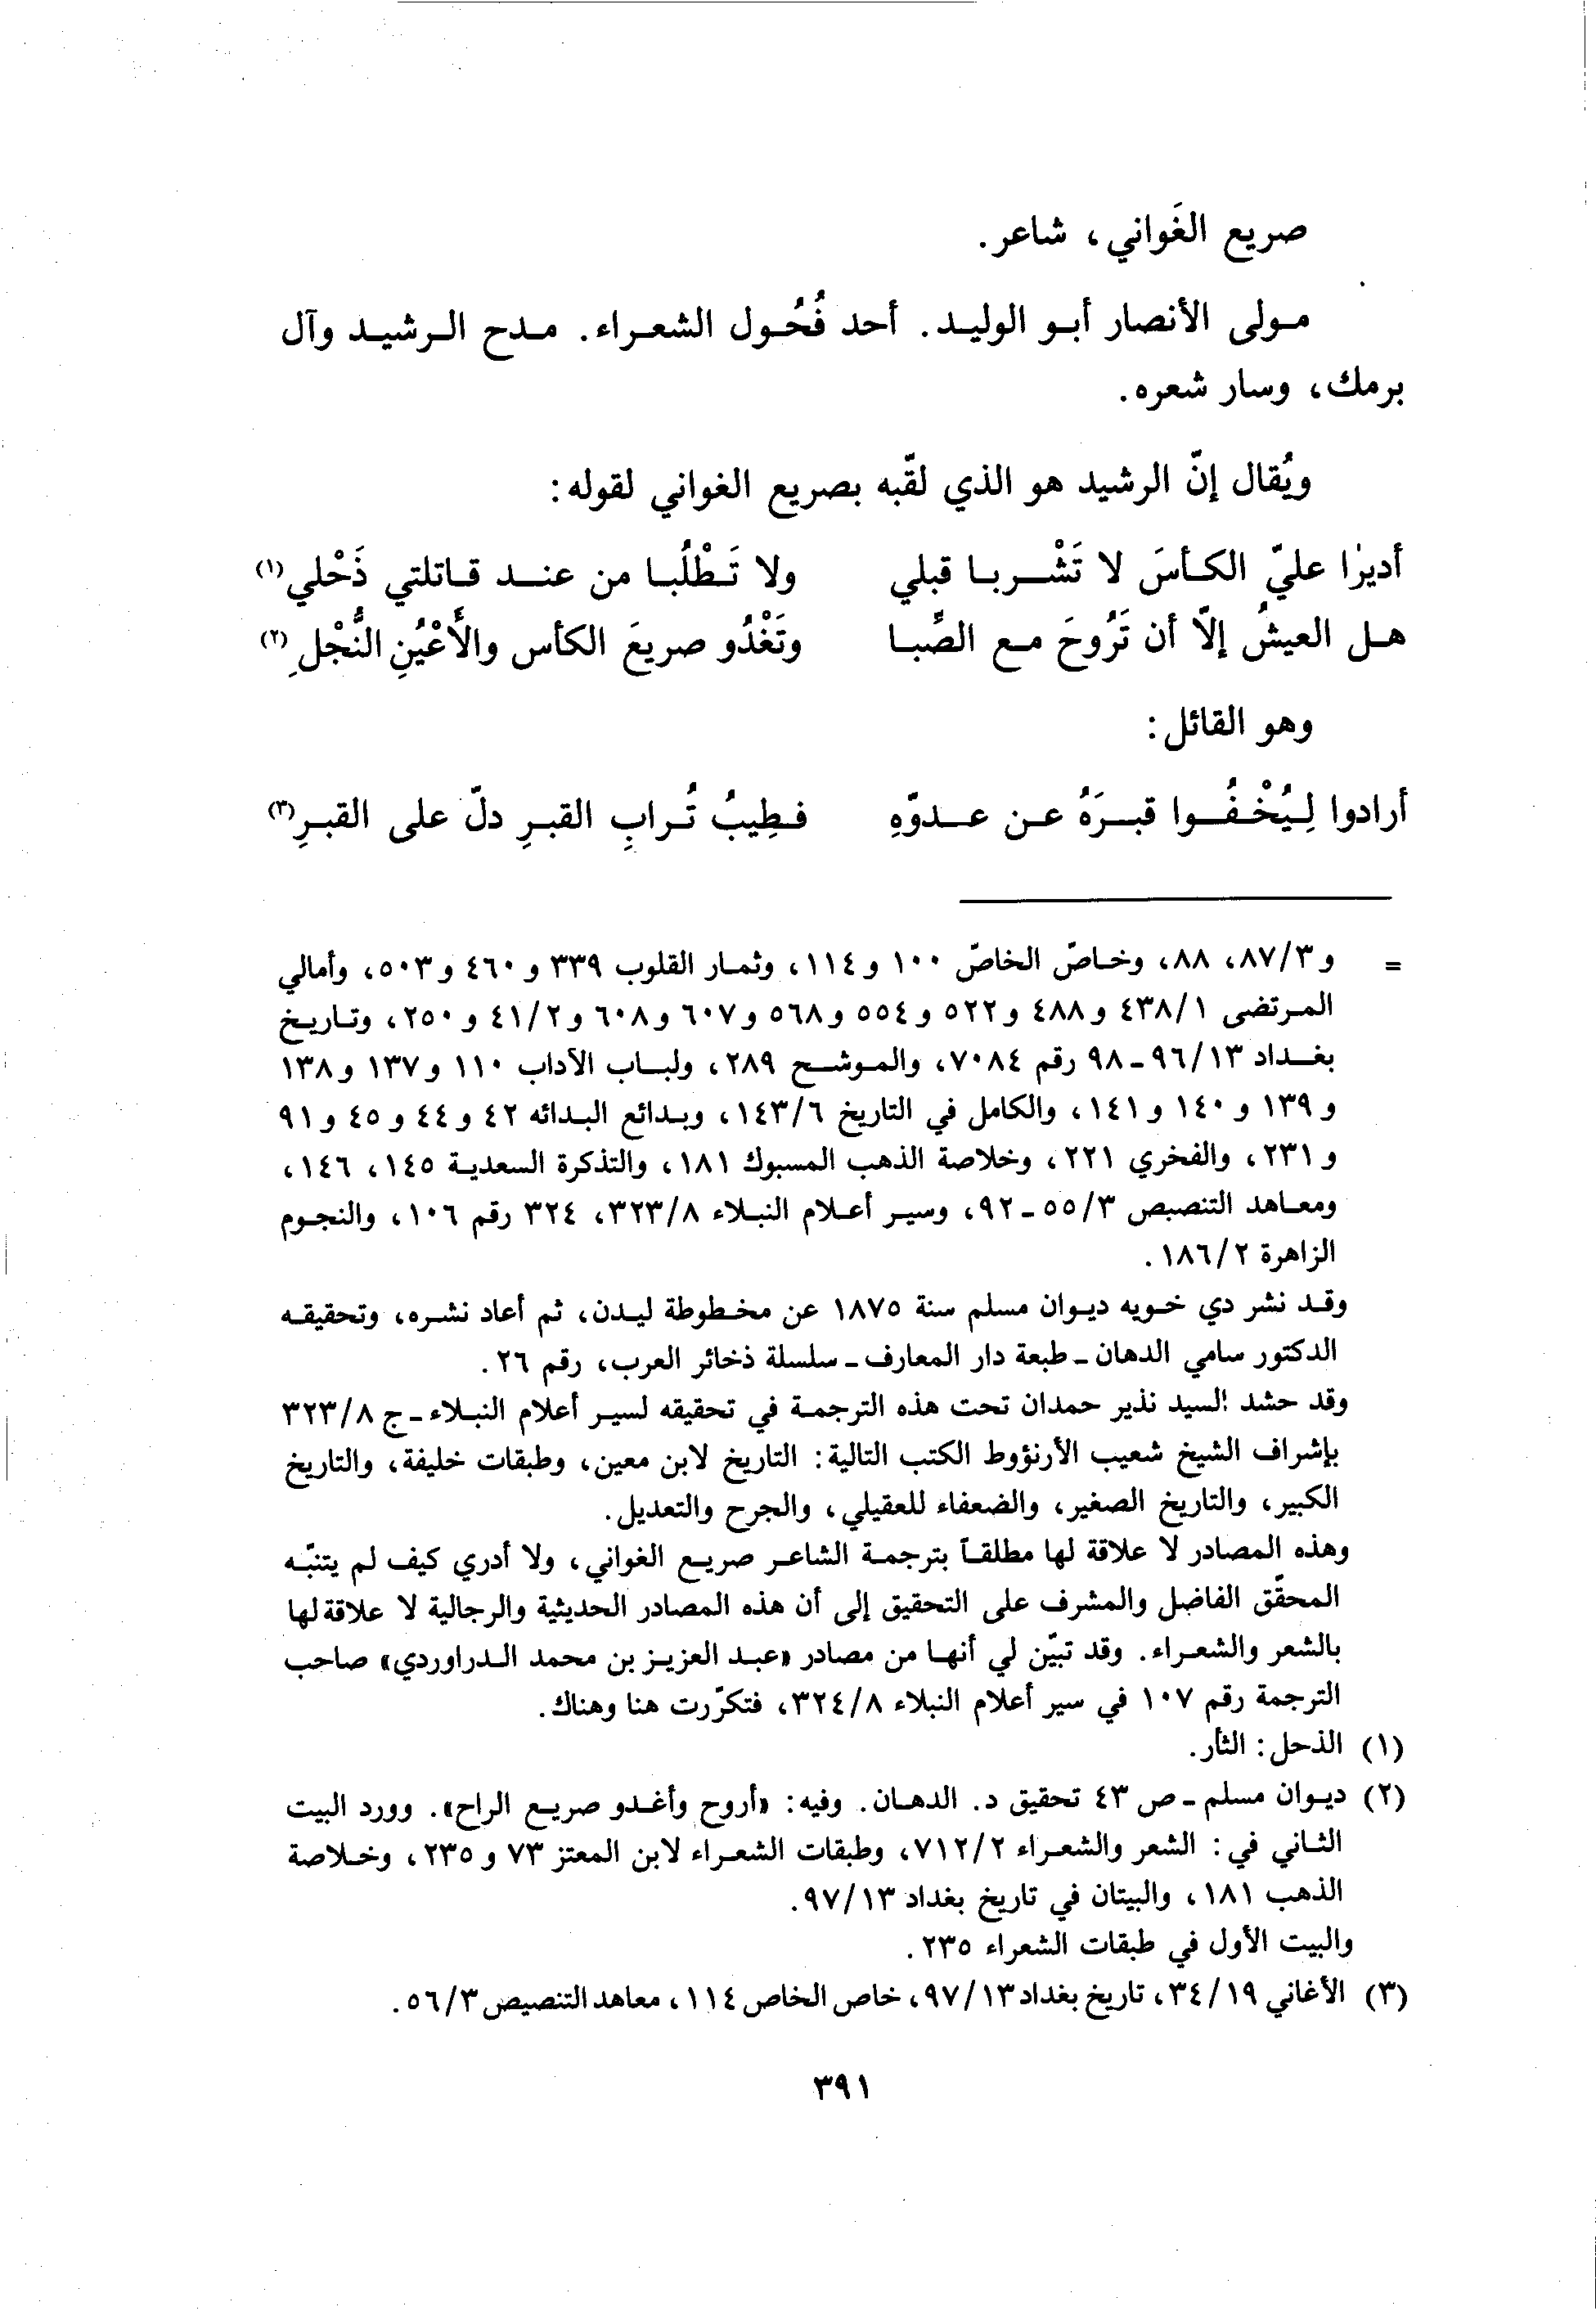 صريع الغَواني، شاعر.
مولى الأنصار أبو الوليد. أحد فُحُول الشعراء. مدح الرشيد وآل
برمك، وسار شعره.
ويُقال إنّ الرشيد هو الذي لقّبه بصريع الغواني لقوله:
أديرٰا عليّ الكأسَ لا تَشْربا قبلي ولا تَطْلُبا من عند قاتلتي ذَحْلي(١)
هل العيشُ إلاّ أن تَرُوحَ مع الصِّبا وتَغْدُو صريعَ الكأس والأَعْيُنِ النُّجْلِ(٢)
وهو القائل:
أرادوا لِيُخْفُوا قبرَهُ عن عدوّهِ فطِيبُ تُرابِ القبرِ دلّ على القبرِ(٣)
= و٨٧/٣، ٨٨، وخاصّ الخاصّ ١٠٠ و١١٤، وثمار القلوب ٣٣٩ و٤٦٠ و٥٠٣، وأمالي
المرتضى ٤٣٨/١ و٤٨٨ و٥٢٢ و٥٥٤ و٥٦٨ و٦٠٧ و٦٠٨ و٤١/٢ و٢٥٠، وتاريخ
بغداد ٩٦/١٣ - ٩٨ رقم ٧٠٨٤، والموشح ٢٨٩، ولباب الآداب ١١٠ و١٣٧ و١٣٨
و١٣٩ و١٤٠ و١٤١، والكامل في التاريخ ١٤٣/٦، وبدائع البدائه ٤٢ و٤٤ و٤٥ و٩١
و٢٣١، والفخري ٢٢١، وخلاصة الذهب المسبوك ١٨١، والتذكرة السعدية ١٤٥، ١٤٦،
ومعاهد التنصيص ٥٥/٣ - ٩٢، وسير أعلام النبلاء ٣٢٣/٨، ٣٢٤ رقم ١٠٦، والنجوم
الزاهرة ١٨٦/٢.
وقد نشر دي خويه ديوان مسلم سنة ١٨٧٥ عن مخطوطة ليدن، ثم أعاد نشره، وتحقيقه
الدكتور سامي الدهان - طبعة دار المعارف - سلسلة ذخائر العرب، رقم ٢٦.
وقد حشد السيد نذير حمدان تحت هذه الترجمة في تحقيقه لسير أعلام النبلاء - ج ٣٢٣/٨
بإشراف الشيخ شعيب الأرنؤوط الكتب التالية: التاريخ لابن معين، وطبقات خليفة، والتاريخ
الكبير، والتاريخ الصغير، والضعفاء للعقيلي، والجرح والتعديل.
وهذه المصادر لا علاقة لها مطلقاً بترجمة الشاعر صريع الغواني، ولا أدري كيف لم يتنبّه
المحقّق الفاضل والمشرف على التحقيق إلى أن هذه المصادر الحديثية والرجالية لا علاقة لها
بالشعر والشعراء. وقد تبيّن لي أنها من مصادر «عبد العزيز بن محمد الدراوردي» صاحب
الترجمة رقم ١٠٧ في سير أعلام النبلاء ٣٢٤/٨، فتكرّرت هنا وهناك.
(١) الذحل: الثأر.
(٢) ديوان مسلم - ص ٤٣ تحقيق د. الدهان. وفيه: «أروح وأغدو صريع الراح». وورد البيت
الثاني في: الشعر والشعراء ٧١٢/٢، وطبقات الشعراء لابن المعتز ٧٣ و٢٣٥، وخلاصة
الذهب ١٨١، والبيتان في تاريخ بغداد ٩٧/١٣.
والبيت الأول في طبقات الشعراء ٢٣٥.
(٣) الأغاني ٣٤/١٩، تاريخ بغداد ٩٧/١٣، خاص الخاص ١١٤، معاهد التنصيص ٥٦/٣.
٣٩١